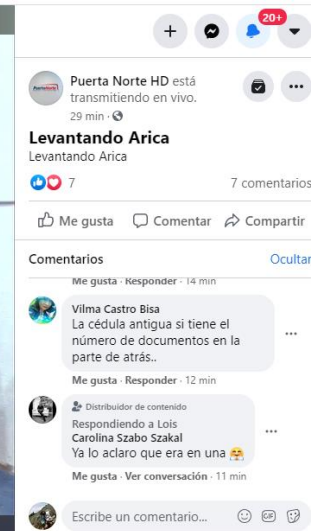 20+
Puerta Norte HD está
transmitiendo en vivo.
29 min ·
Levantando Arica
Levantando Arica
7
7 comentarios
Me gusta
Comentar
Compartir
Comentarios
Ocultar
Me gusta · Responder · 14 min
Vilma Castro Bisa
La cédula antigua si tiene el
número de documentos en la
parte de atrás..
Me gusta · Responder · 12 min
Distribuidor de contenido
Respondiendo a Lois
Carolina Szabo Szakal
Ya lo aclaro que era en una 🤗
Me gusta · Ver conversación · 11 min
Escribe un comentario...
GIF